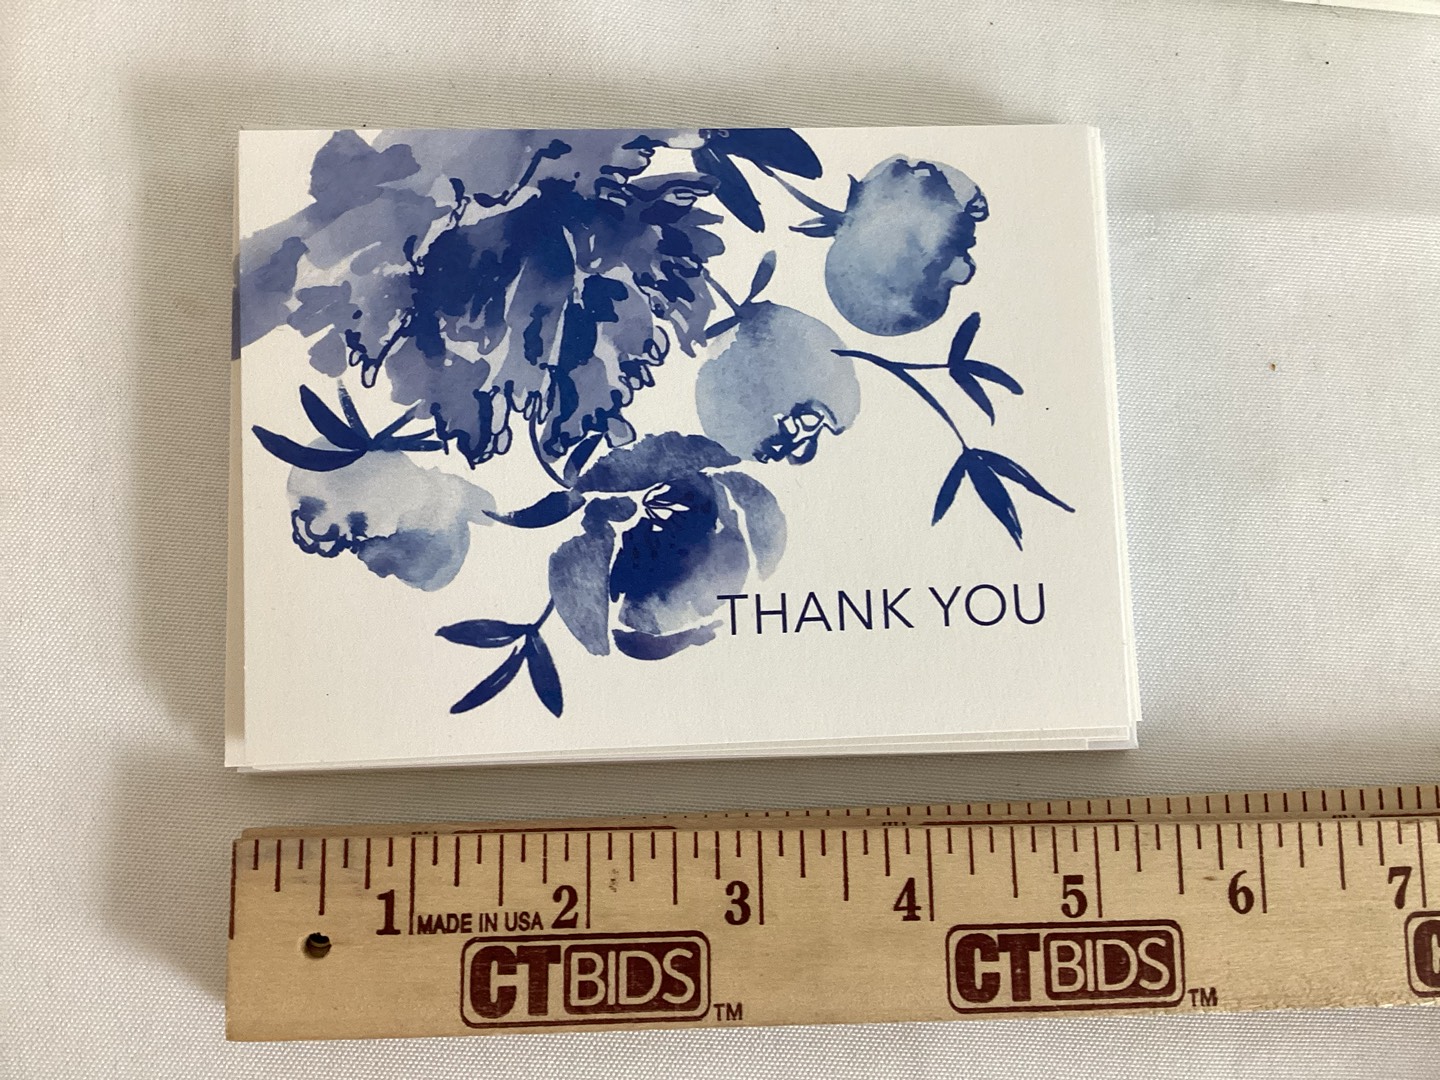 THANK YOU
1 2 3 4 5 6 7
MADE IN USA
CTBIDS TM
CTBIDS TM